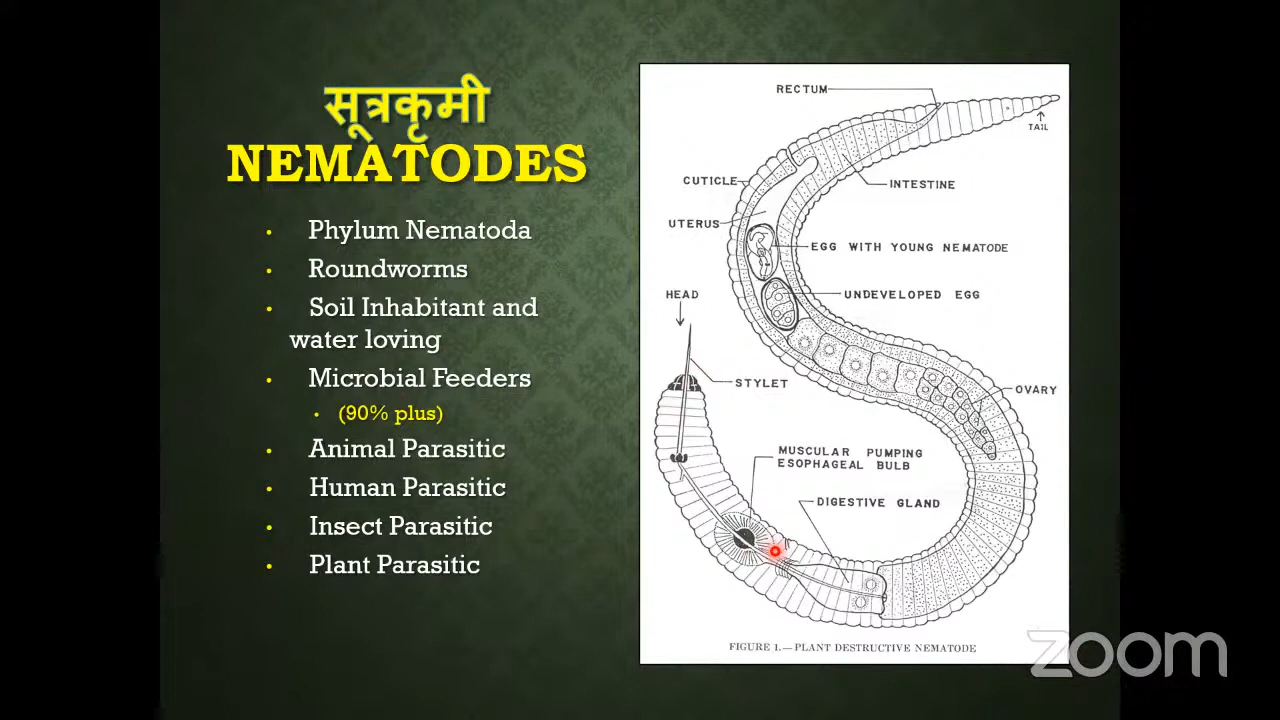 सूत्रकृमी
NEMATODES
Phylum Nematoda
Roundworms
Soil Inhabitant and
water loving
Microbial Feeders
(90% plus)
Animal Parasitic
Human Parasitic
Insect Parasitic
Plant Parasitic
RECTUM
TAIL
CUTICLE
INTESTINE
UTERUS
EGG WITH YOUNG NEMATODE
HEAD
UNDEVELOPED EGG
STYLET
OVARY
MUSCULAR PUMPING
ESOPHAGEAL BULB
DIGESTIVE GLAND
FIGURE 1.—PLANT DESTRUCTIVE NEMATODE
zoom